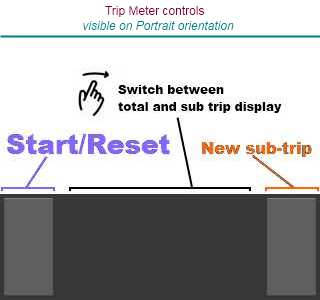 Trip Meter controls
visible on Portrait orientation
Switch between
total and sub trip display
Start/Reset
New sub-trip